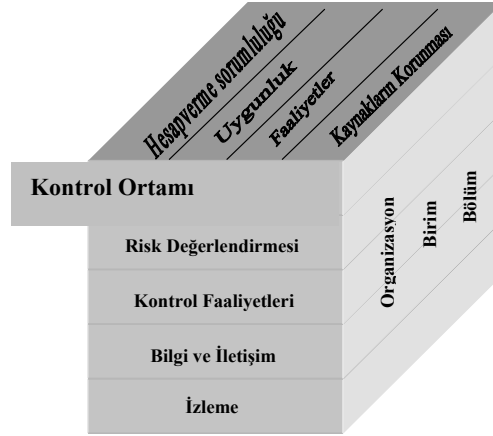 Hesapverme sorumluluğu
Uygunluk
Faaliyetler
Kaynakların Korunması
Kontrol Ortamı
Risk Değerlendirmesi
Kontrol Faaliyetleri
Bilgi ve İletişim
İzleme
Organizasyon
Birim
Bölüm